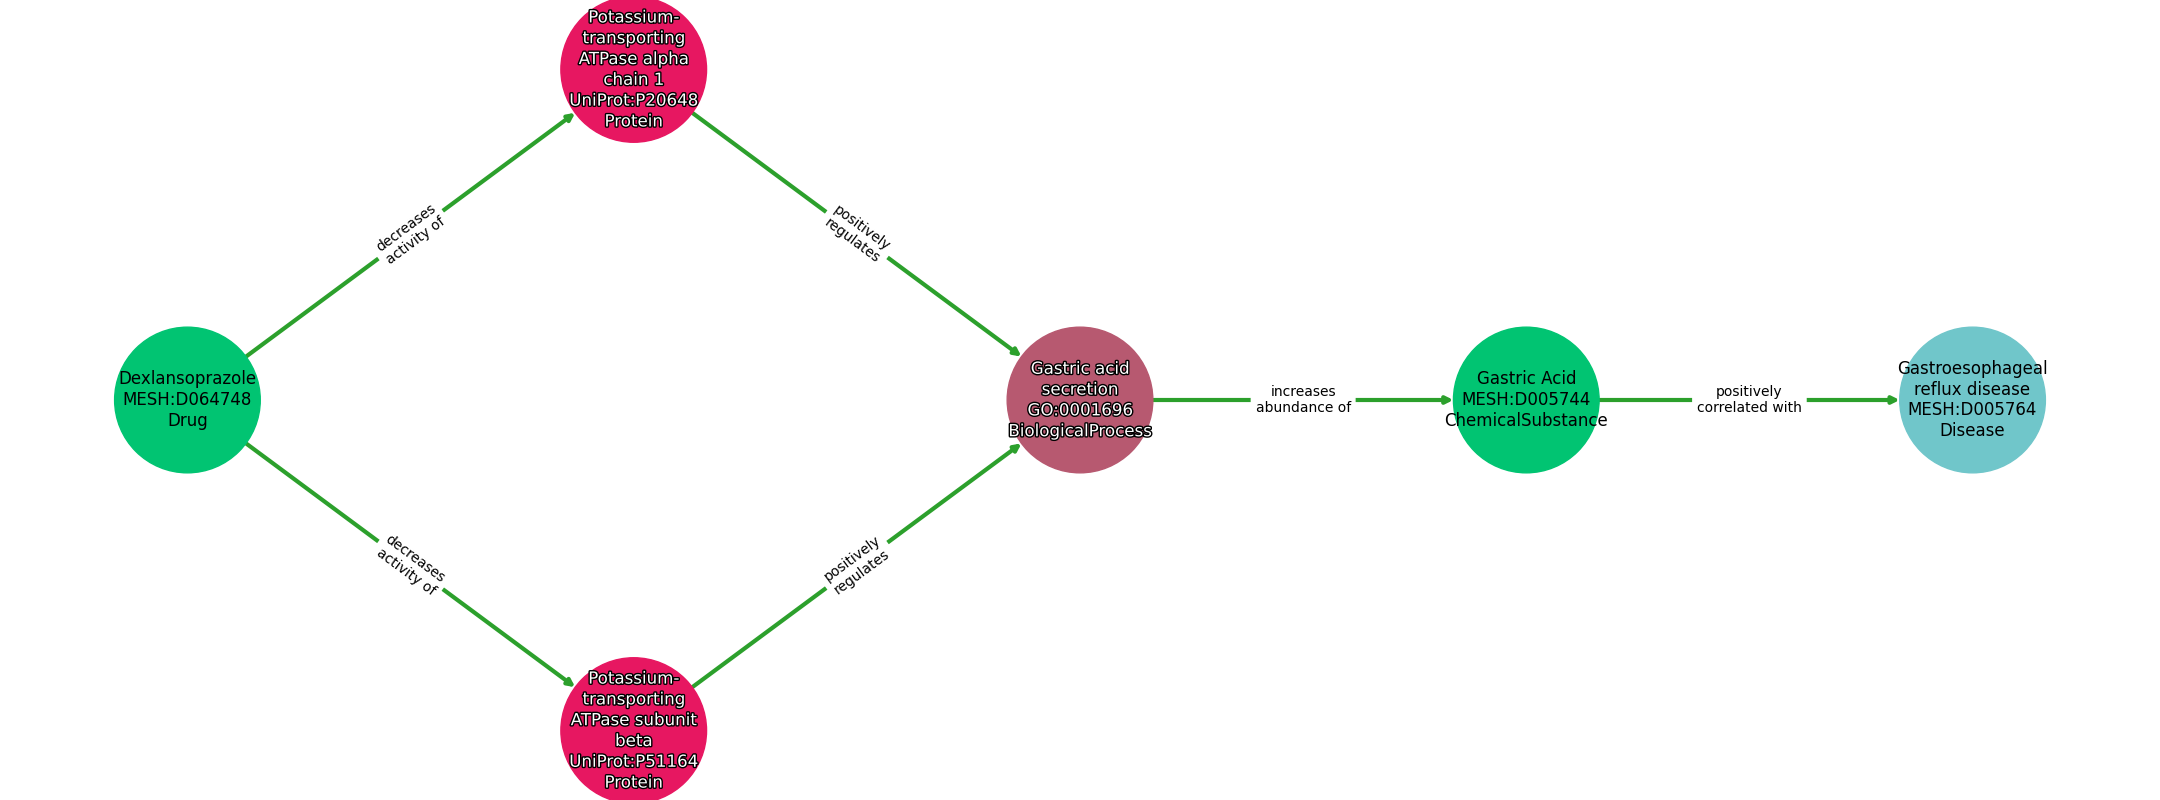 Potassium-
transporting
ATPase alpha
chain 1
UniProt:P20648
Protein
decreases
activity of
positively
regulates
Dexlansoprazole
MESH:D064748
Drug
Gastric acid
secretion
GO:0001696
BiologicalProcess
increases
abundance of
Gastric Acid
MESH:D005744
ChemicalSubstance
positively
correlated with
Gastroesophageal
reflux disease
MESH:D005764
Disease
decreases
activity of
positively
regulates
Potassium-
transporting
ATPase subunit
beta
UniProt:P51164
Protein